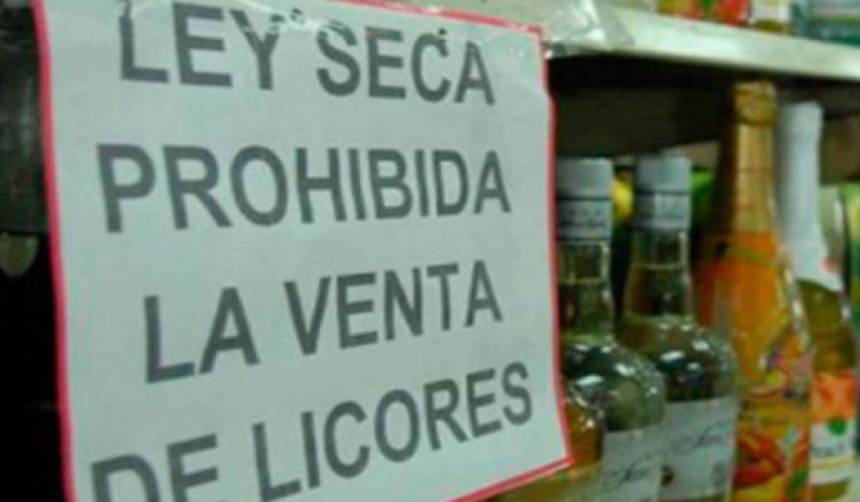 LEY SECA
PROHIBIDA
LA VENTA
DE LICORES